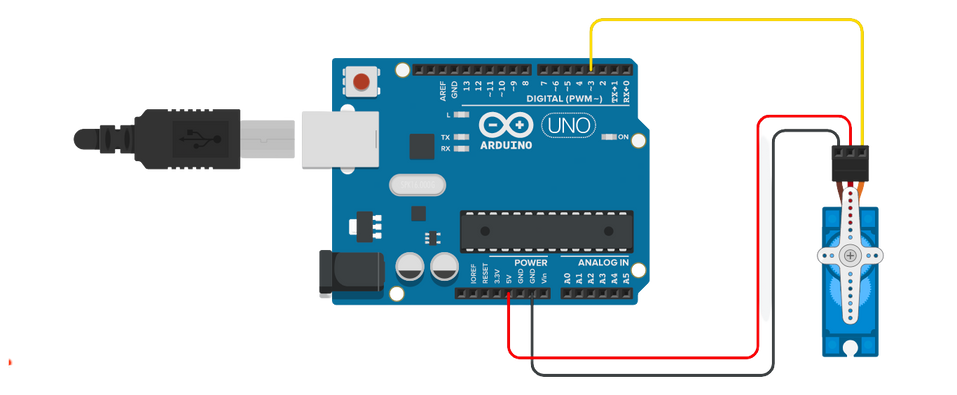 AREF
GND
13
12
~11
~10
~9
8
7
~6
~5
4
~3
2
TX→1
RX←0
DIGITAL (PWM~)
L
TX
RX
ARDUINO
UNO
ON
POWER
ANALOG IN
IOREF
RESET
3.3V
5V
GND
GND
Vin
A0
A1
A2
A3
A4
A5